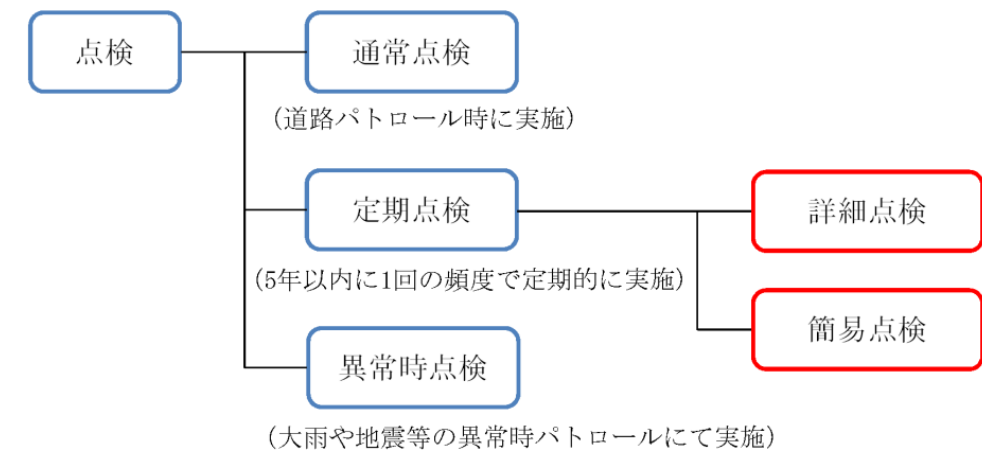 点検
通常点検
(道路パトロール時に実施)
定期点検
詳細点検
(5年以内に1回の頻度で定期的に実施)
簡易点検
異常時点検
(大雨や地震等の異常時パトロールにて実施)